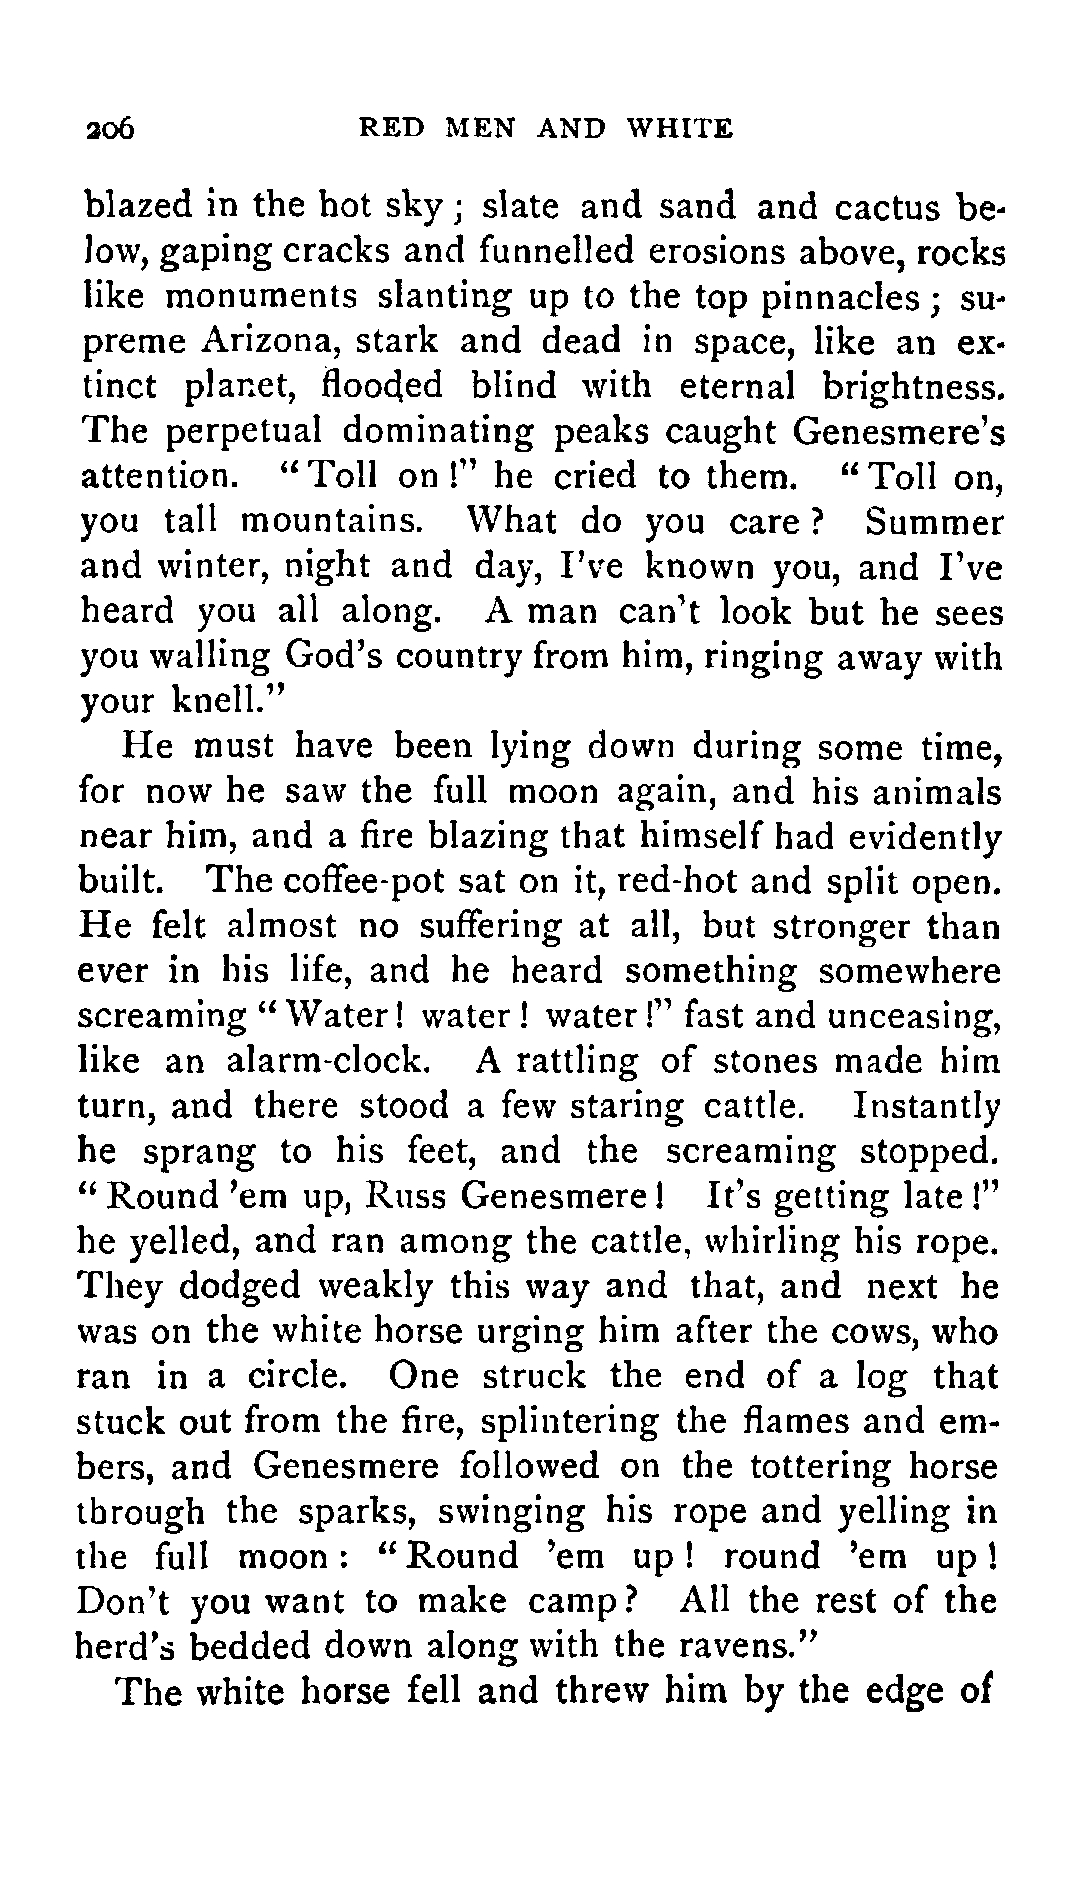 206 RED MEN AND WHITE
blazed in the hot sky; slate and sand and cactus be-
low, gaping cracks and funnelled erosions above, rocks
like monuments slanting up to the top pinnacles; su-
preme Arizona, stark and dead in space, like an ex-
tinct planet, flooded blind with eternal brightness.
The perpetual dominating peaks caught Genesmere's
attention. "Toll on!" he cried to them. "Toll on,
you tall mountains. What do you care? Summer
and winter, night and day, I've known you, and I've
heard you all along. A man can't look but he sees
you walling God's country from him, ringing away with
your knell."
He must have been lying down during some time,
for now he saw the full moon again, and his animals
near him, and a fire blazing that himself had evidently
built. The coffee-pot sat on it, red-hot and split open.
He felt almost no suffering at all, but stronger than
ever in his life, and he heard something somewhere
screaming "Water! water! water!" fast and unceasing,
like an alarm-clock. A rattling of stones made him
turn, and there stood a few staring cattle. Instantly
he sprang to his feet, and the screaming stopped.
"Round 'em up, Russ Genesmere! It's getting late!"
he yelled, and ran among the cattle, whirling his rope.
They dodged weakly this way and that, and next he
was on the white horse urging him after the cows, who
ran in a circle. One struck the end of a log that
stuck out from the fire, splintering the flames and em-
bers, and Genesmere followed on the tottering horse
through the sparks, swinging his rope and yelling in
the full moon: "Round 'em up! round 'em up!
Don't you want to make camp? All the rest of the
herd's bedded down along with the ravens."
The white horse fell and threw him by the edge of